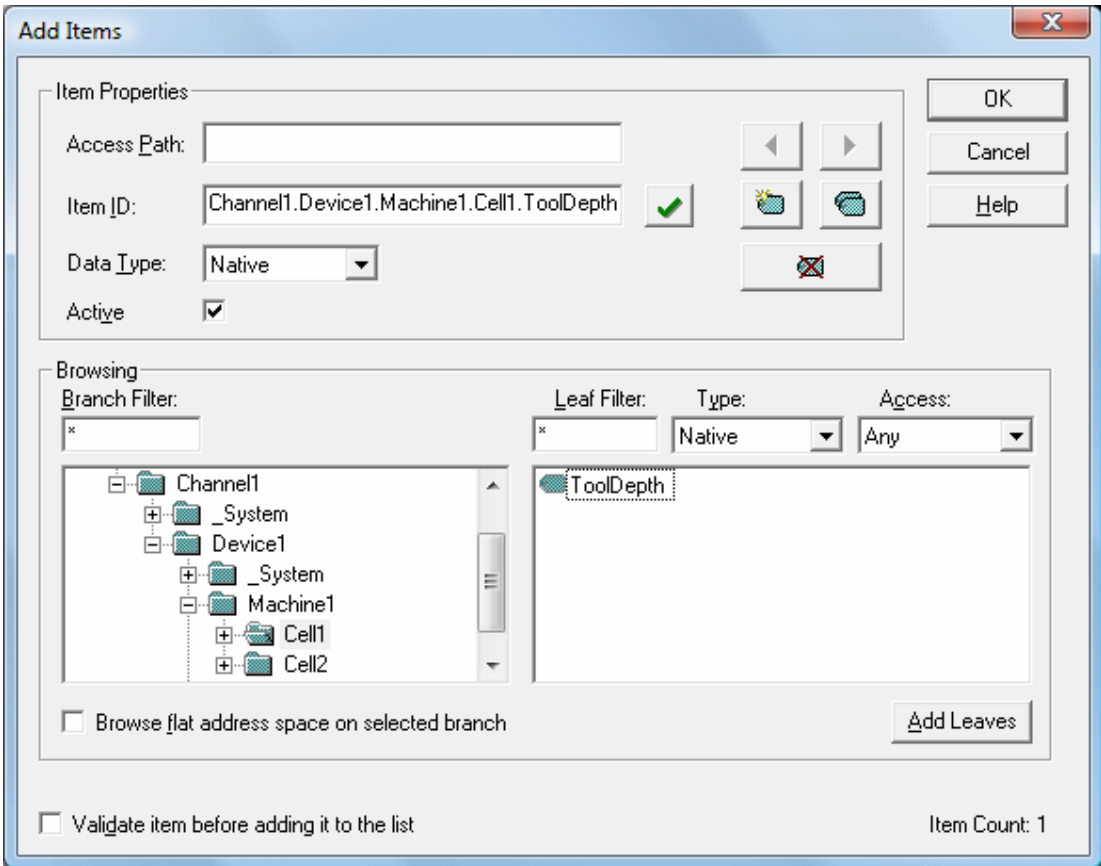 Add Items
Item Properties
OK
Access Path:
Cancel
Item ID: Channel1.Device1.Machine1.Cell1.ToolDepth
Help
Data Type: Native
Active
Browsing
Branch Filter: Leaf Filter: Type: Access:
* * Native Any
Channel1 ToolDepth
_System
Device1
_System
Machine1
Cell1
Cell2
Browse flat address space on selected branch Add Leaves
Validate item before adding it to the list Item Count: 1